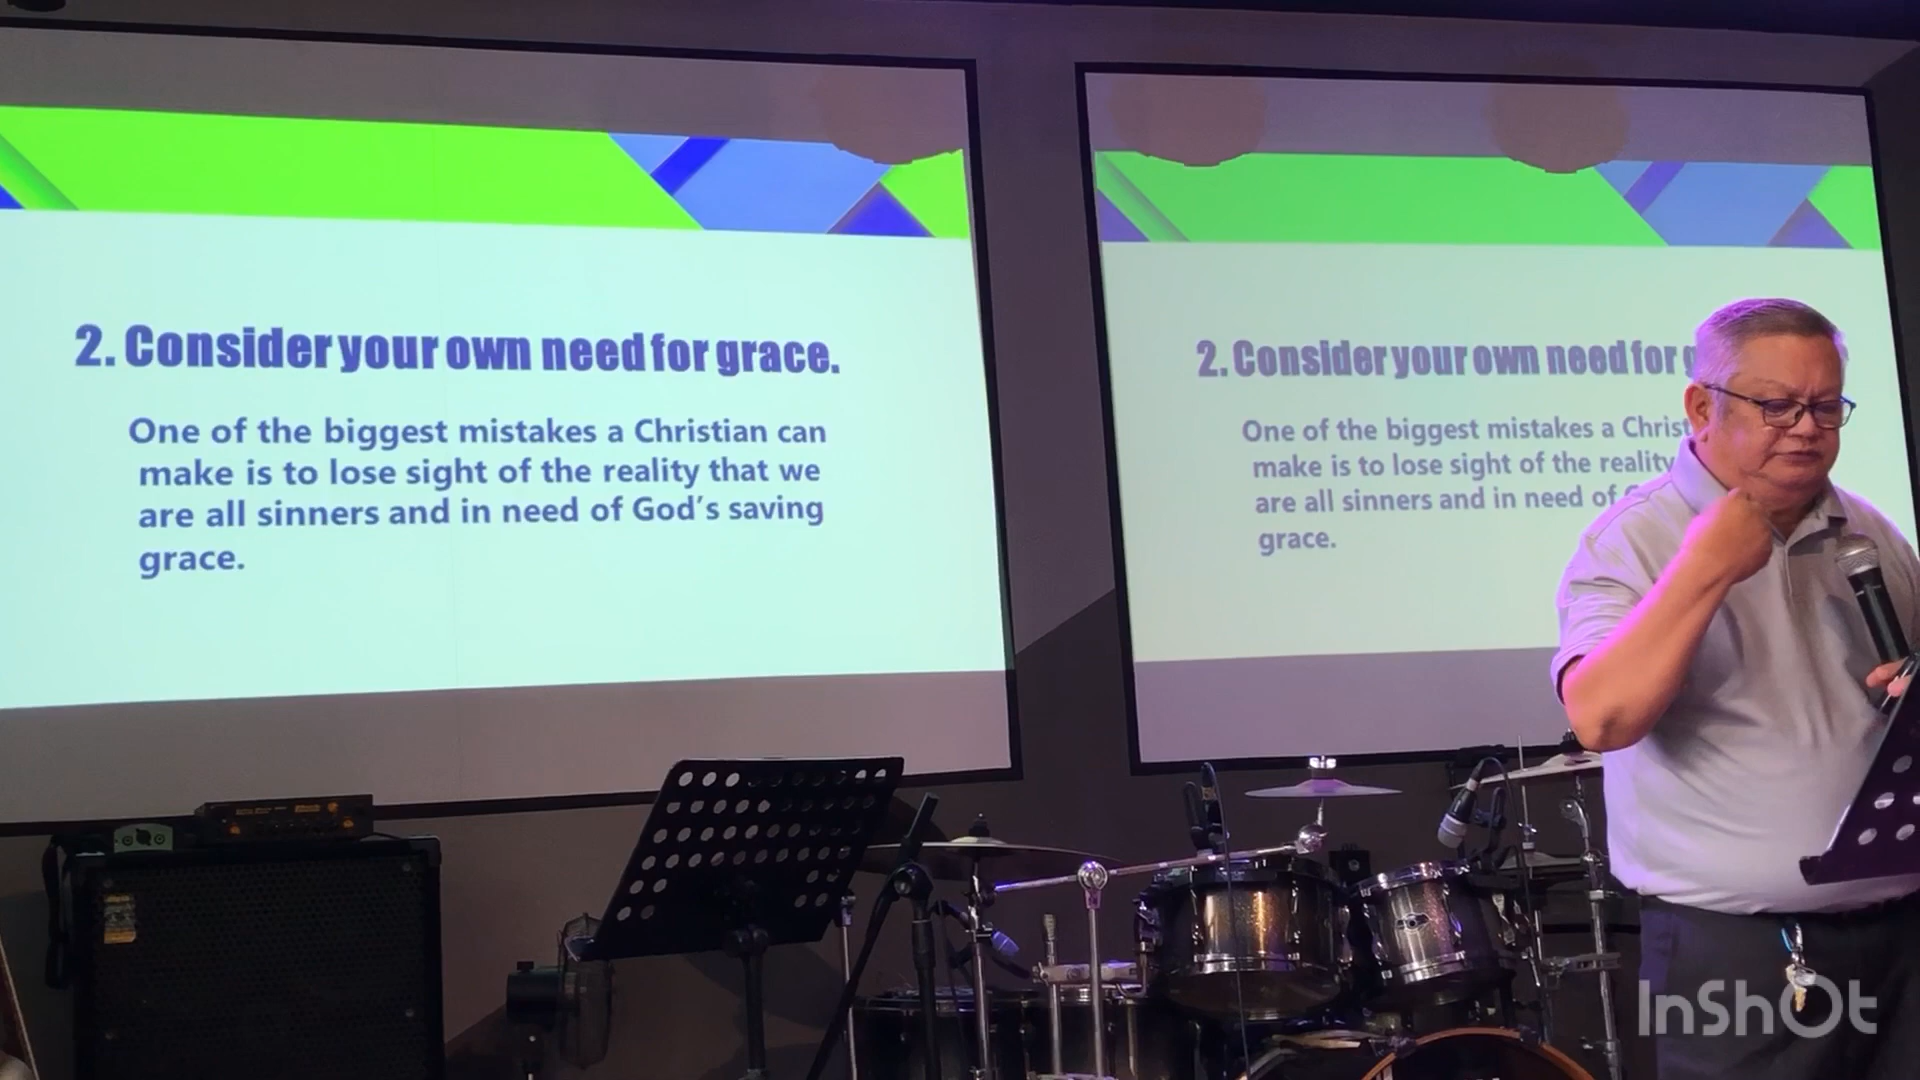 2. Consider your own need for grace.
One of the biggest mistakes a Christian can
make is to lose sight of the reality that we
are all sinners and in need of God's saving
grace.
2. Consider your own need for
One of the biggest mistakes a Christ
make is to lose sight of the reality
are all sinners and in need of
grace.
InShOt